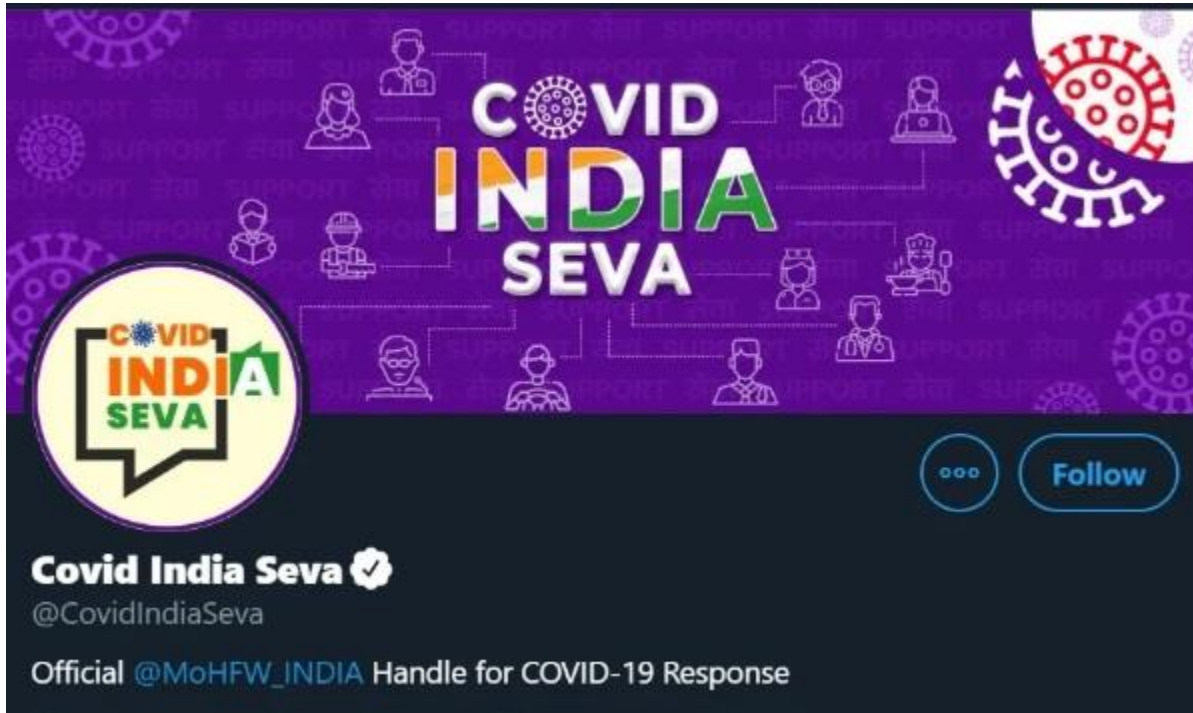 COVID
INDIA
SEVA
COVID
INDIA
SEVA
Follow
Covid India Seva
@CovidIndiaSeva
Official @MoHFW_INDIA Handle for COVID-19 Response